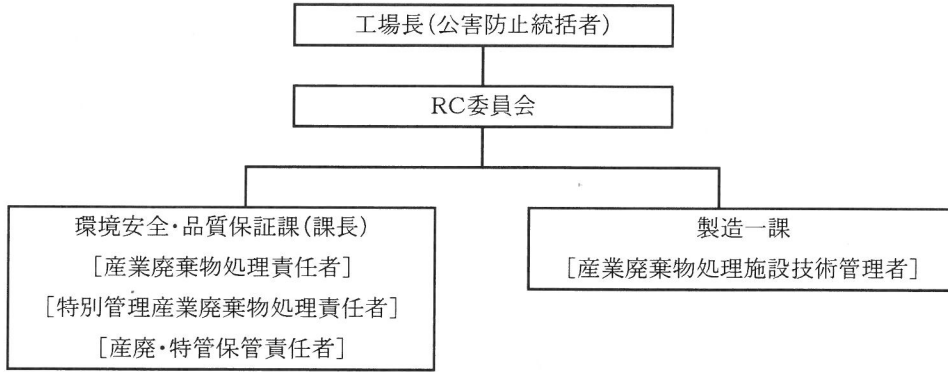 工場長(公害防止統括者)
RC委員会
環境安全・品質保証課(課長)
[産業廃棄物処理責任者]
[特別管理産業廃棄物処理責任者]
[産廃・特管保管責任者]
製造一課
[産業廃棄物処理施設技術管理者]